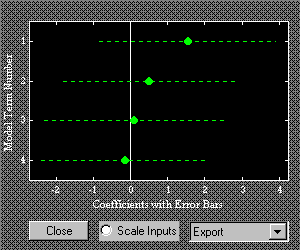 Model Term Number
1
2
3
4
-2 -1 0 1 2 3 4
Coefficients with Error Bars
Close Scale Inputs Export